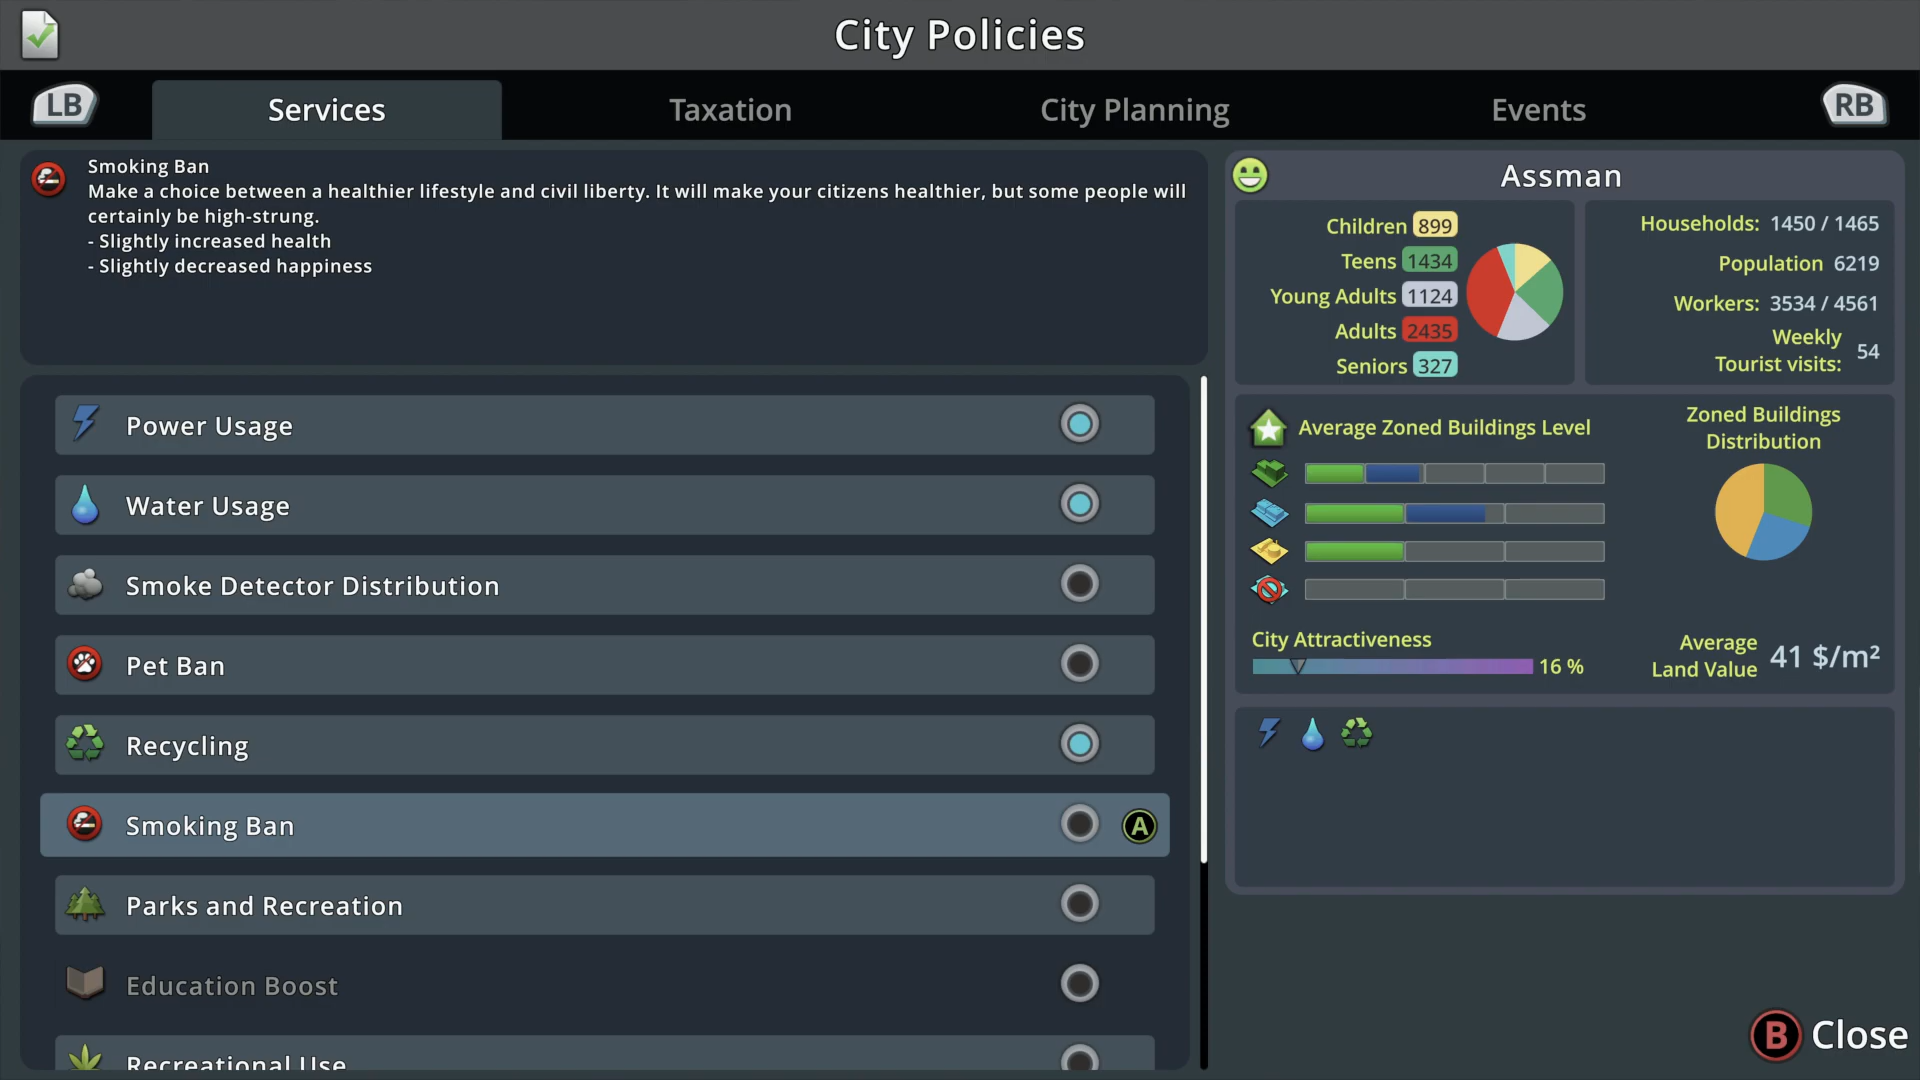 City Policies
LB
Services
Taxation
City Planning
Events
RB
Smoking Ban
Make a choice between a healthier lifestyle and civil liberty. It will make your citizens healthier, but some people will
certainly be high-strung.
- Slightly increased health
- Slightly decreased happiness
Power Usage
Water Usage
Smoke Detector Distribution
Pet Ban
Recycling
Smoking Ban
A
Parks and Recreation
Education Boost
Recreational Use
Assman
Children 899
Teens 1434
Young Adults 1124
Adults 2435
Seniors 327
Households: 1450 / 1465
Population 6219
Workers: 3534 / 4561
Weekly
Tourist visits: 54
Average Zoned Buildings Level
Zoned Buildings
Distribution
City Attractiveness
16 %
Average
Land Value 41 $/m²
B Close